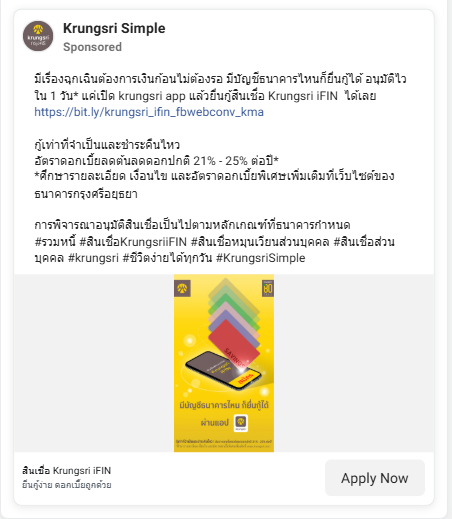 Krungsri Simple
Sponsored
krungsri
กรุงศรี
มีเรื่องฉุกเฉินต้องการเงินก้อนไม่ต้องรอ มีบัญชีธนาคารไหนก็ยื่นกู้ได้ อนุมัติไว
ใน 1 วัน* แค่เปิด krungsri app แล้วยื่นกู้สินเชื่อ Krungsri iFIN ได้เลย
https://bit.ly/krungsri_ifin_fbwebconv_kma
กู้เท่าที่จำเป็นและชำระคืนไหว
อัตราดอกเบี้ยลดต้นลดดอกปกติ 21% - 25% ต่อปี*
*ศึกษารายละเอียด เงื่อนไข และอัตราดอกเบี้ยพิเศษเพิ่มเติมที่เว็บไซต์ของ
ธนาคารกรุงศรีอยุธยา
การพิจารณาอนุมัติสินเชื่อเป็นไปตามหลักเกณฑ์ที่ธนาคารกำหนด
#รวมหนี้ #สินเชื่อKrungsriiFIN #สินเชื่อหมุนเวียนส่วนบุคคล #สินเชื่อส่วน
บุคคล #krungsri #ชีวิตง่ายได้ทุกวัน #KrungsriSimple
มีบัญชีธนาคารไหน ก็ยื่นกู้ได้
ผ่านแอป
สินเชื่อ Krungsri iFIN
ยื่นกู้ง่าย ดอกเบี้ยถูกด้วย
Apply Now